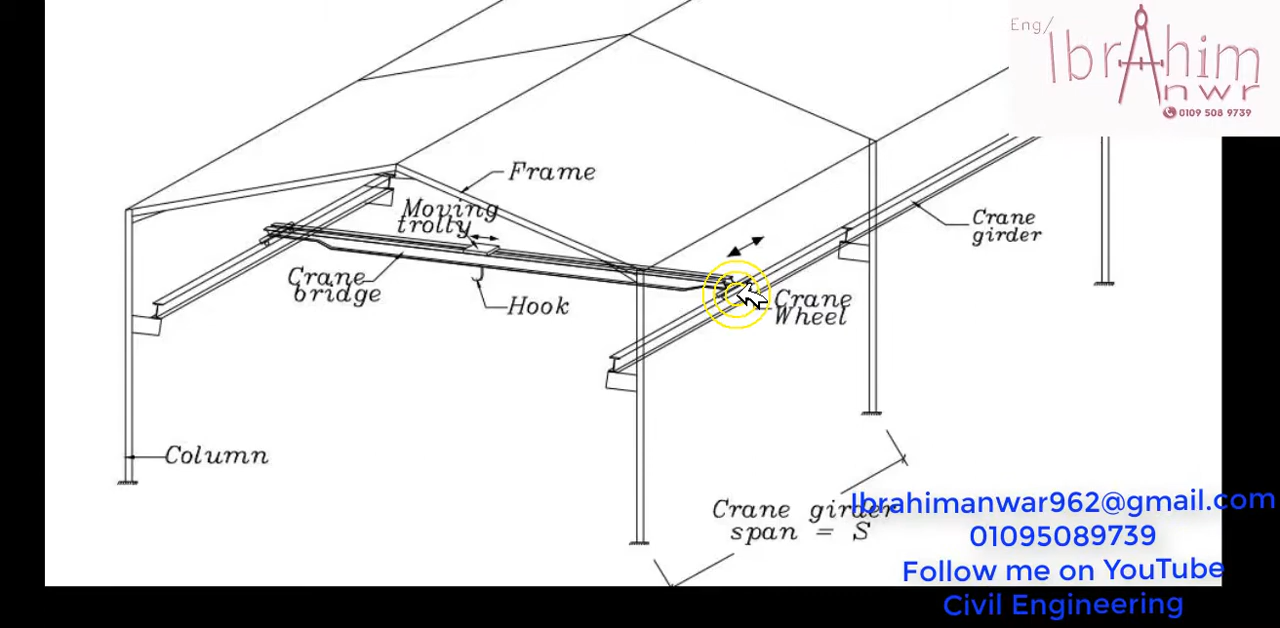 Eng/
IbrAhim
Anwr
0109 508 9739
Frame
Moving
trolly
Crane
girder
Crane
bridge
Hook
Crane
Wheel
Column
Crane girder
span = S
Ibrahimanwar962@gmail.com
01095089739
Follow me on YouTube
Civil Engineering